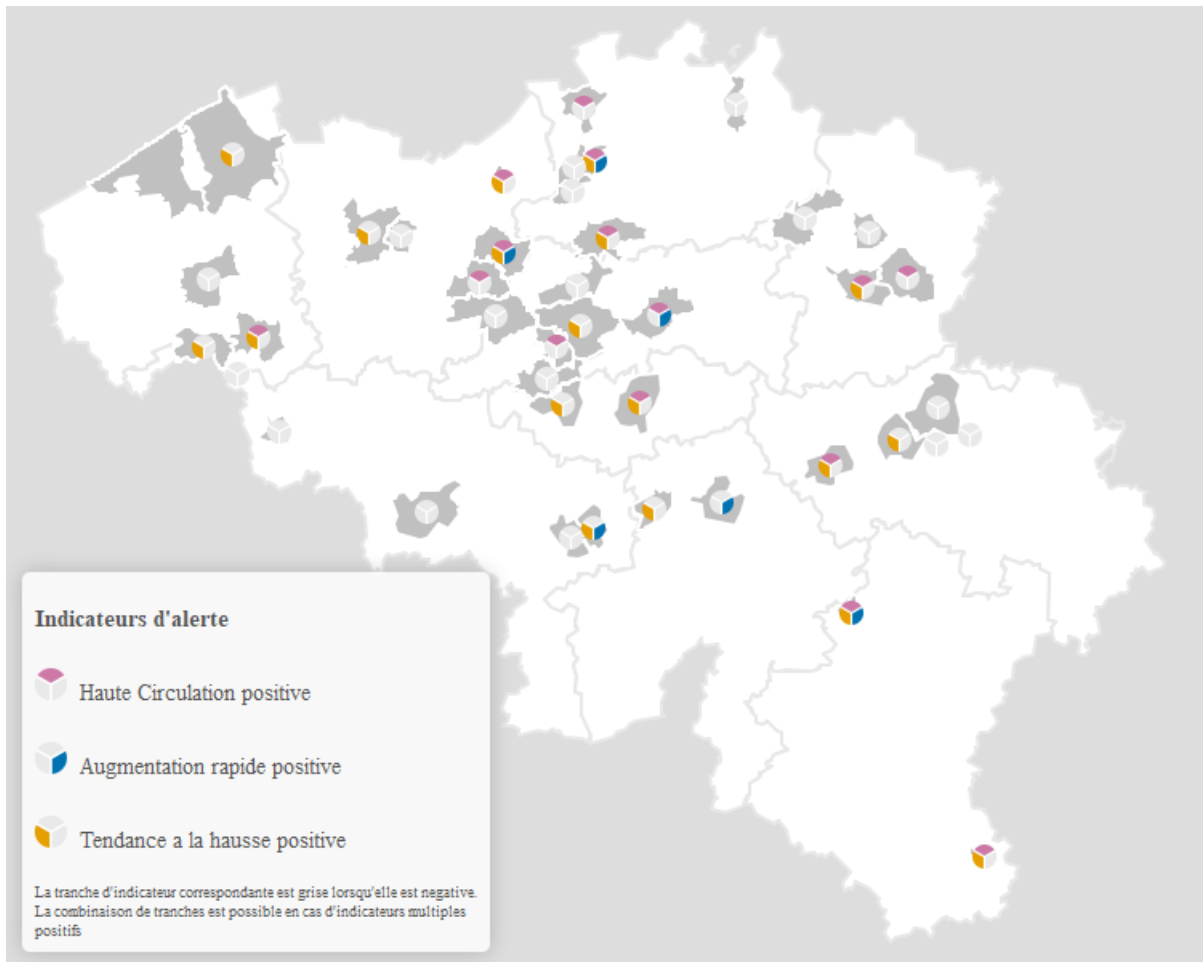 Indicateurs d'alerte
Haute Circulation positive
Augmentation rapide positive
Tendance a la hausse positive
La tranche d'indicateur correspondante est grise lorsqu'elle est negative.
La combinaison de tranches est possible en cas d'indicateurs multiples
positifs